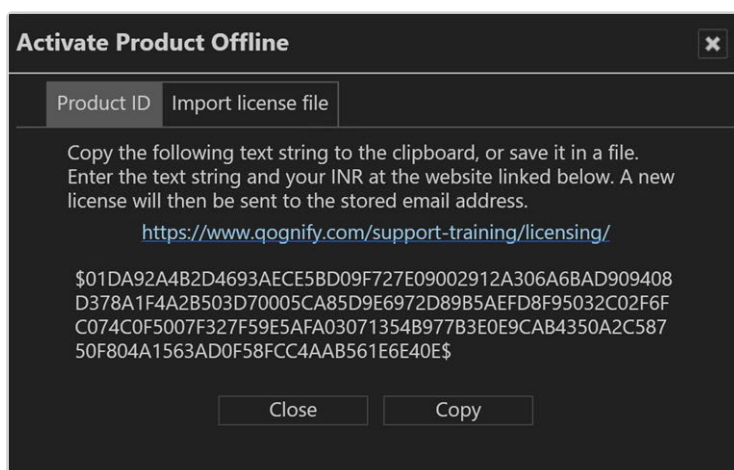 Activate Product Offline
Product ID
Import license file
Copy the following text string to the clipboard, or save it in a file.
Enter the text string and your INR at the website linked below. A new
license will then be sent to the stored email address.
https://www.qognify.com/support-training/licensing/
$01DA92A4B2D4693AECE5BD09F727E09002912A306A6BAD909408
D378A1F4A2B503D70005CA85D9E6972D89B5AEFD8F95032C02F6F
C074C0F5007F327F59E5AFA03071354B977B3E0E9CAB4350A2C587
50F804A1563AD0F58FCC4AAB561E6E40E$
Close
Copy